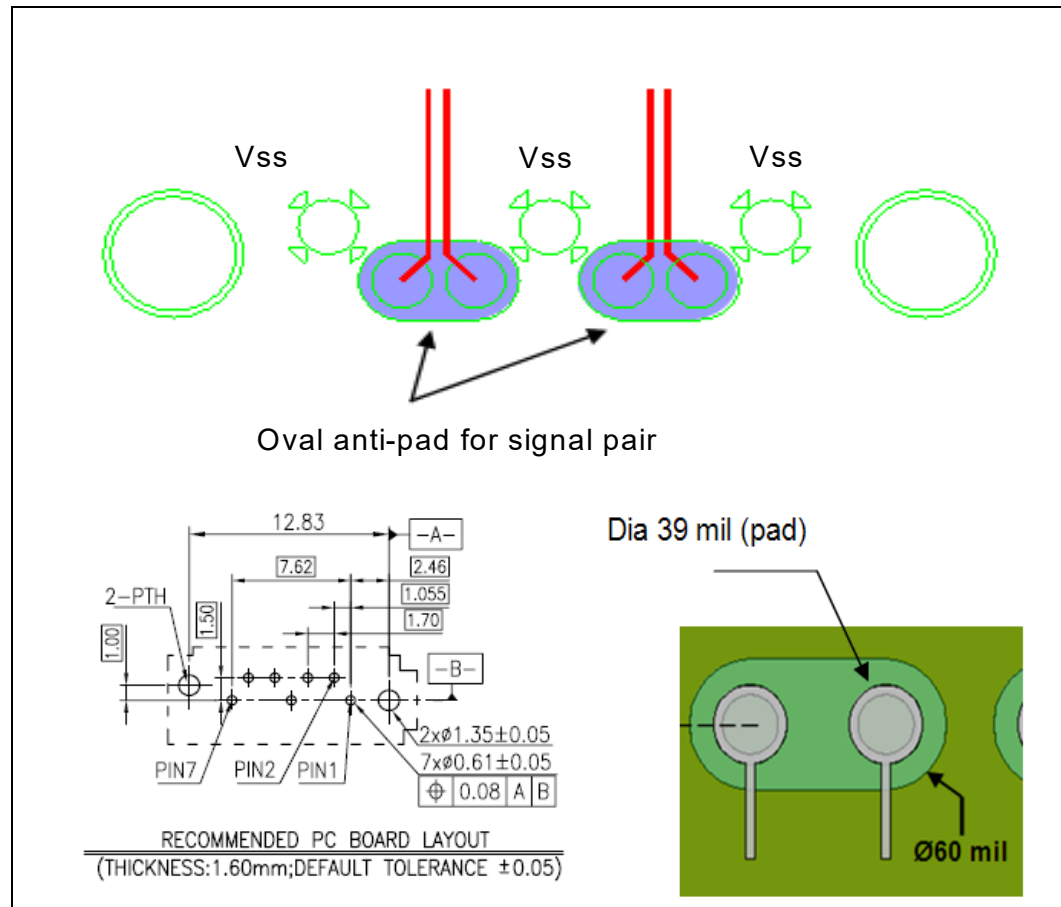 Vss Vss Vss
Oval anti-pad for signal pair
12.83
-A-
7.62
2.46
1.055
1.70
2-PTH
1.50
1.00
-B-
2xø1.35±0.05
7xø0.61±0.05
⌖ 0.08 A B
PIN7 PIN2 PIN1
RECOMMENDED PC BOARD LAYOUT
(THICKNESS:1.60mm;DEFAULT TOLERANCE ±0.05)
Dia 39 mil (pad)
Ø60 mil